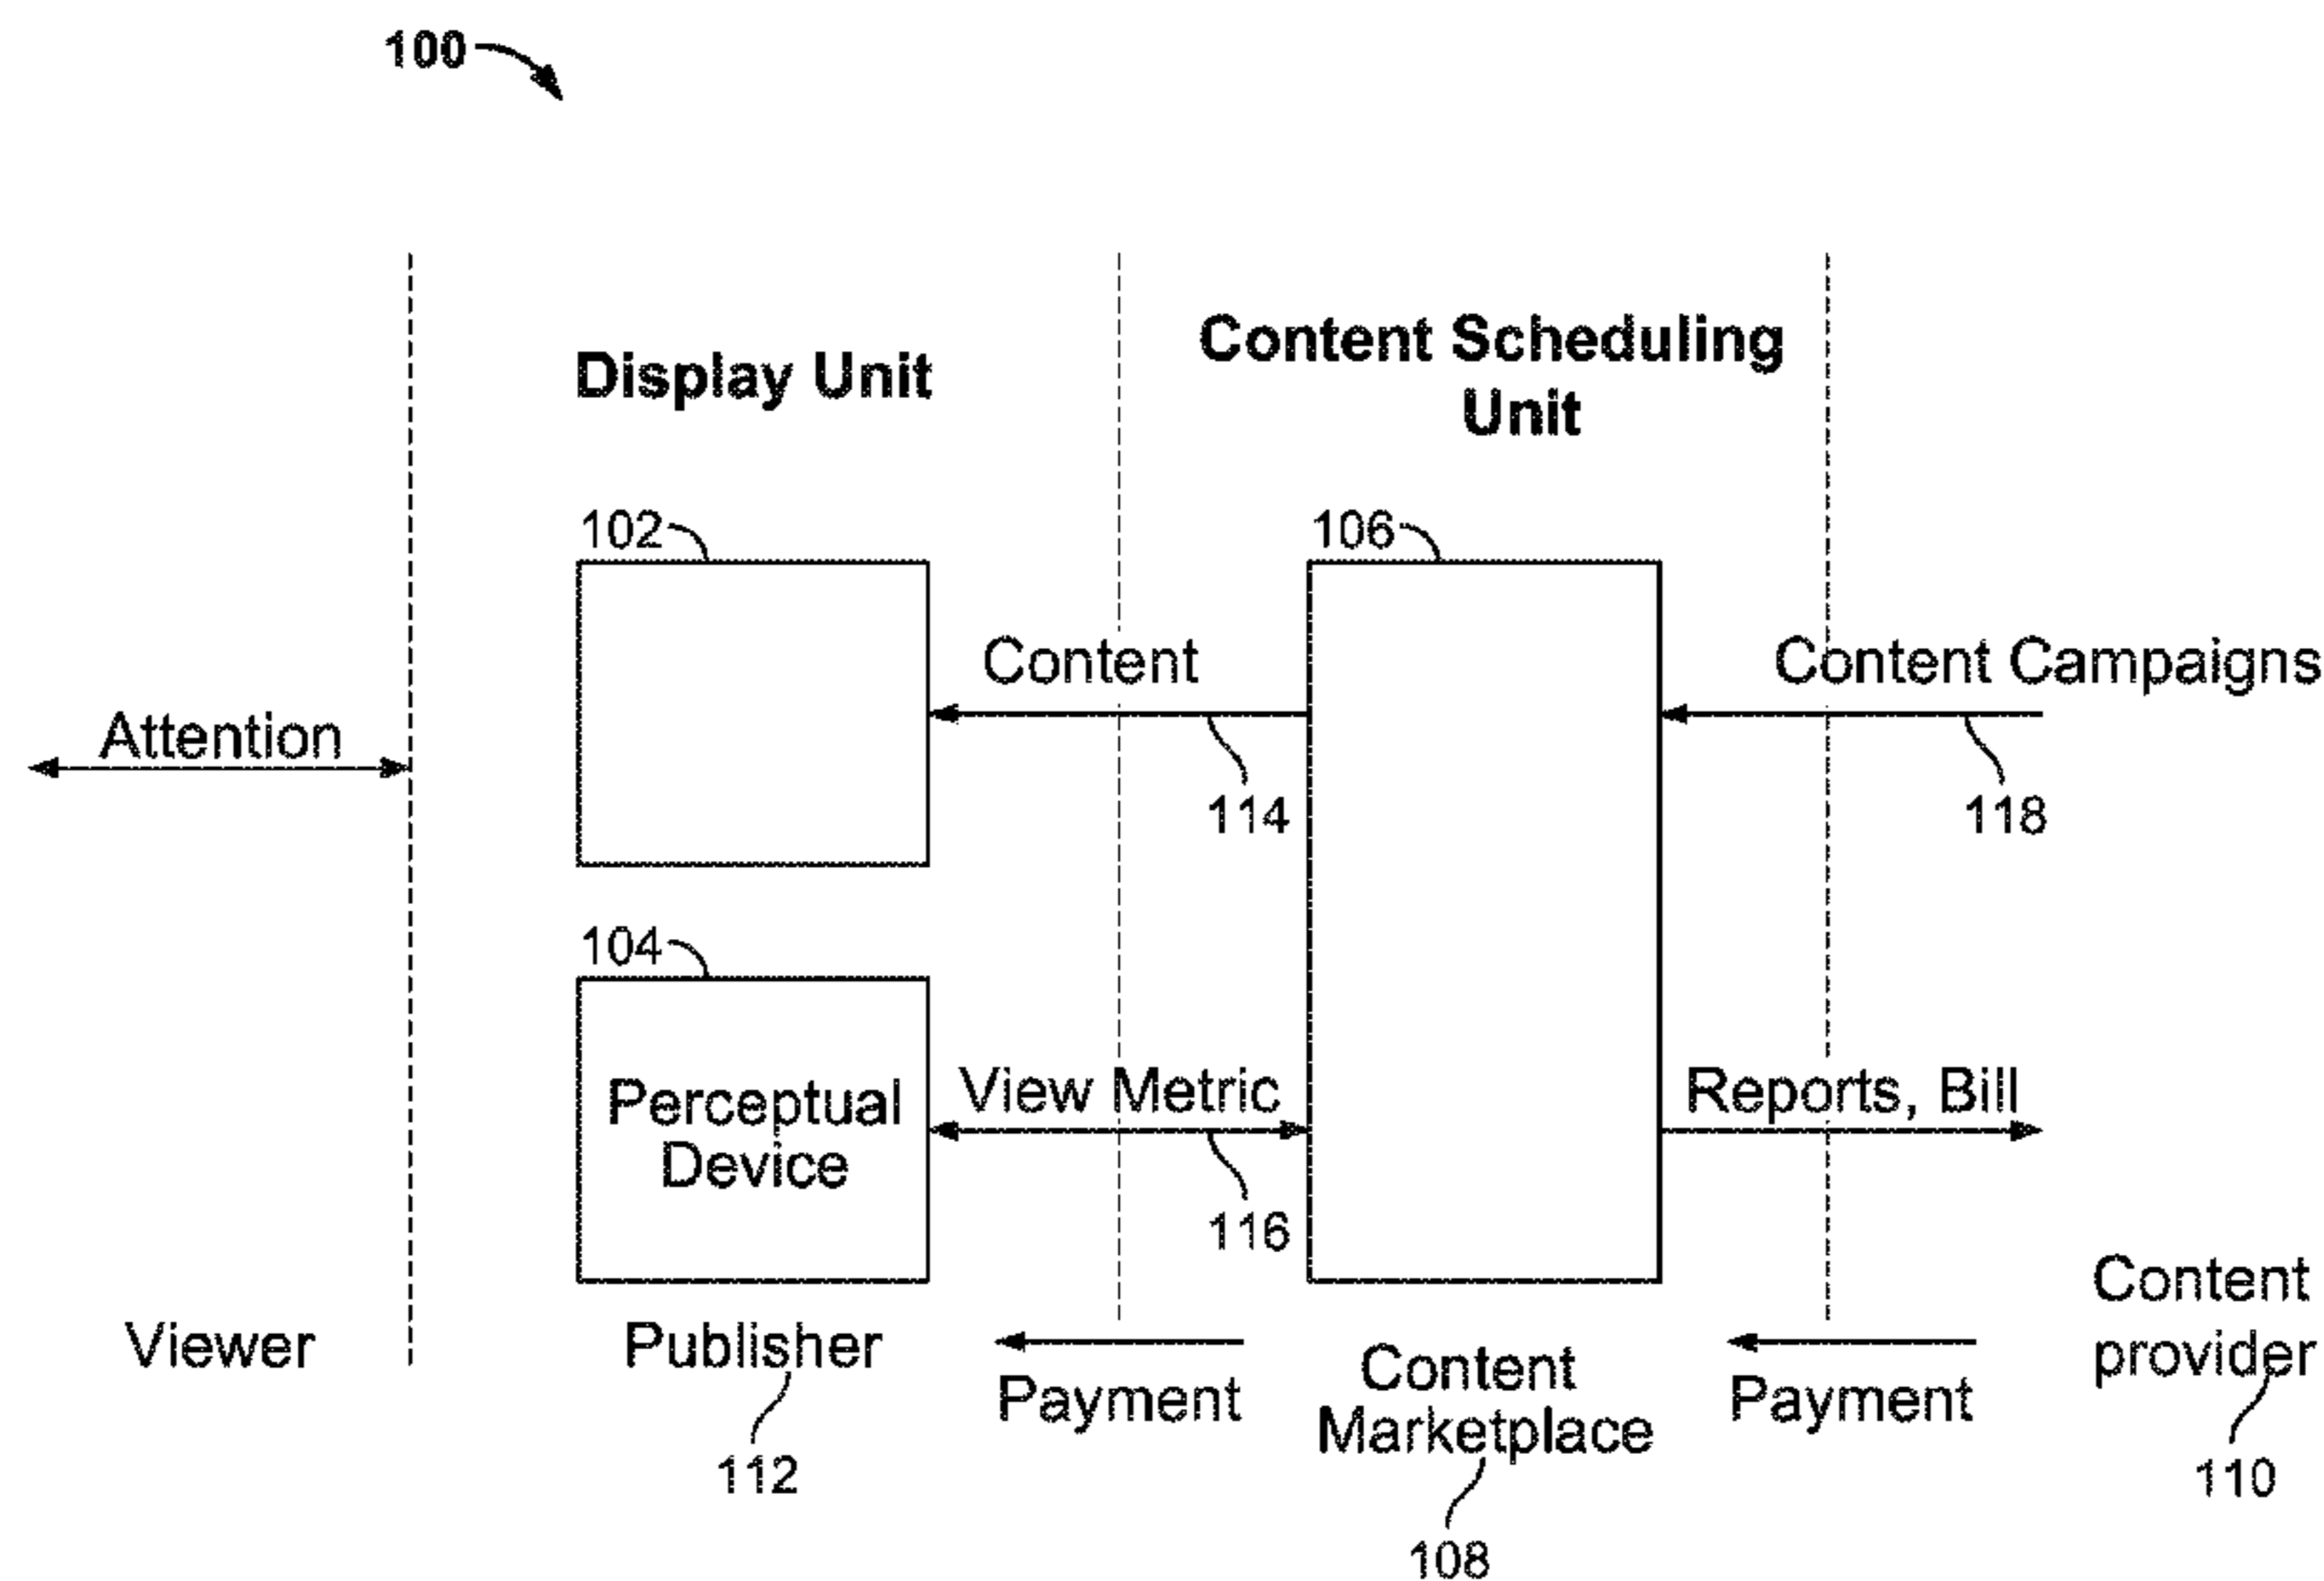 100
Display Unit
Content Scheduling
Unit
102
106
Content
Content Campaigns
Attention
114
118
104
Perceptual
Device
View Metric
Reports, Bill
116
Viewer
Publisher
Payment
Content
Marketplace
Payment
Content
provider
112
108
110